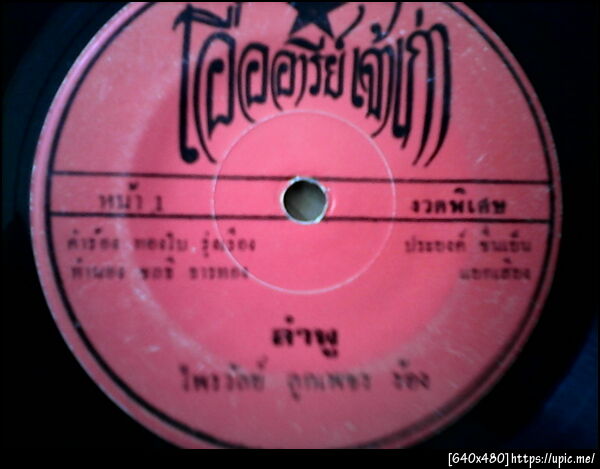 เฮืออารีย์เจ้าเก่า
หน้า 1 งวดพิเศษ
คำร้อง ทองใบ รุ่งเรือง ประยงค์ ชื่นเย็น
ทำนอง ชลธี ธารทอง แยกเสียง
ลำพู
ไพรวัลย์ ลูกเพชร ร้อง
[640x480]https://upic.me/